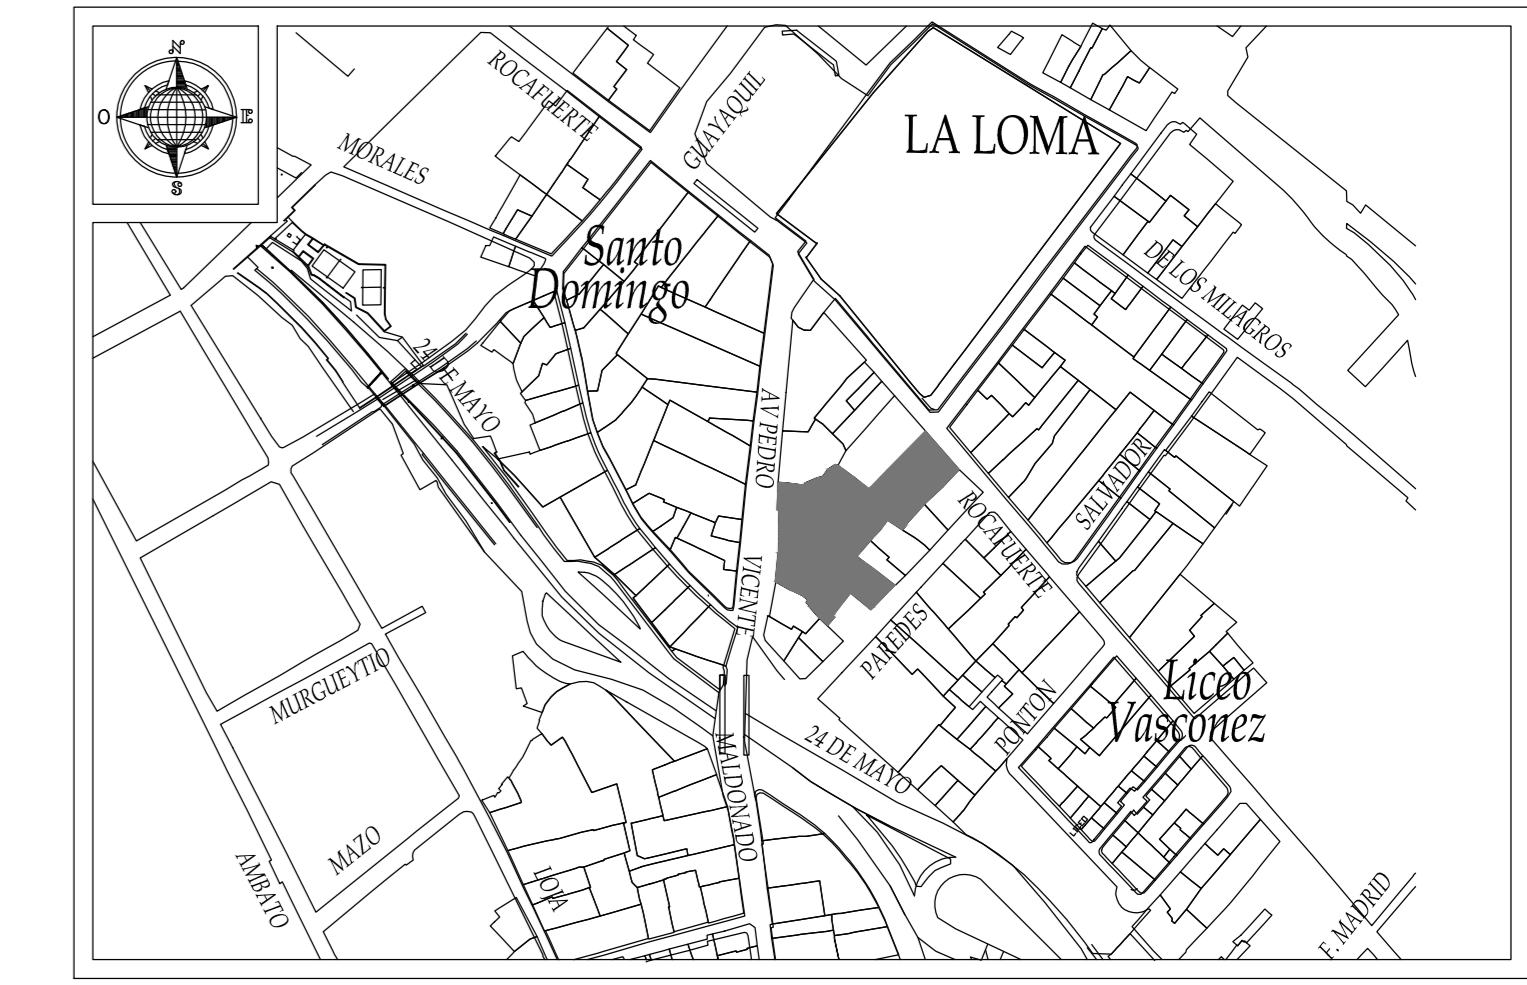 N
O
E
S
ROCAFUERTE
GUAYAQUIL
MORALES
LA LOMA
Santo
Domingo
DE LOS MILAGROS
24 DE MAYO
AV PEDRO
VICENTE
MALDONADO
SALVADOR
ROCAFUERTE
PAREDES
PONTON
Liceo
Vasconez
24 DE MAYO
MURGUEYTIO
MAZO
AMBATO
LOJA
F. MADRID